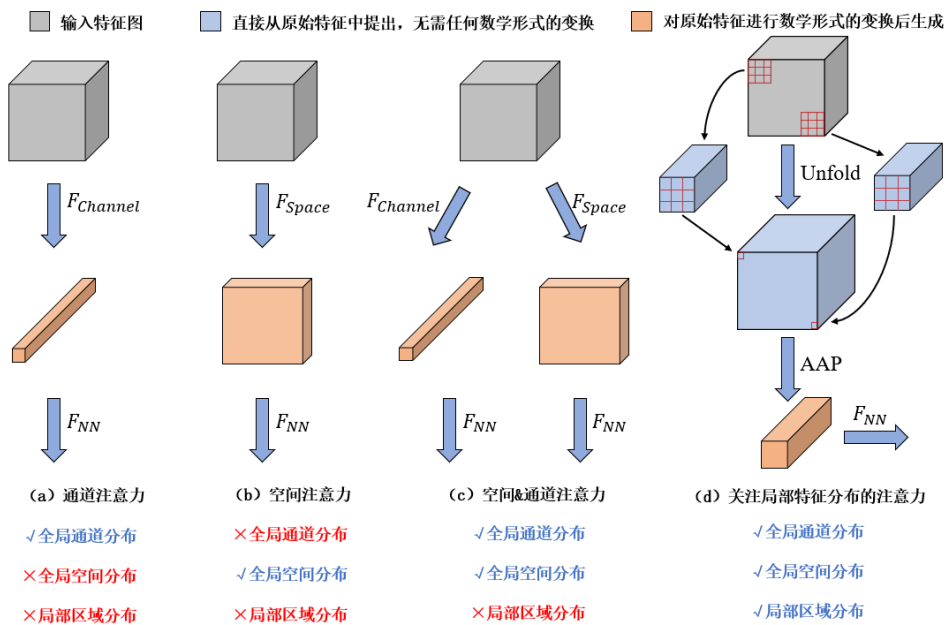 输入特征图 直接从原始特征中提出，无需任何数学形式的变换 对原始特征进行数学形式的变换后生成
Unfold
F_Channel F_Space F_Channel F_Space
AAP
F_NN F_NN F_NN F_NN F_NN
（a）通道注意力 （b）空间注意力 （c）空间&通道注意力 （d）关注局部特征分布的注意力
√全局通道分布 ×全局通道分布 √全局通道分布 √全局通道分布
×全局空间分布 √全局空间分布 √全局空间分布 √全局空间分布
×局部区域分布 ×局部区域分布 ×局部区域分布 √局部区域分布